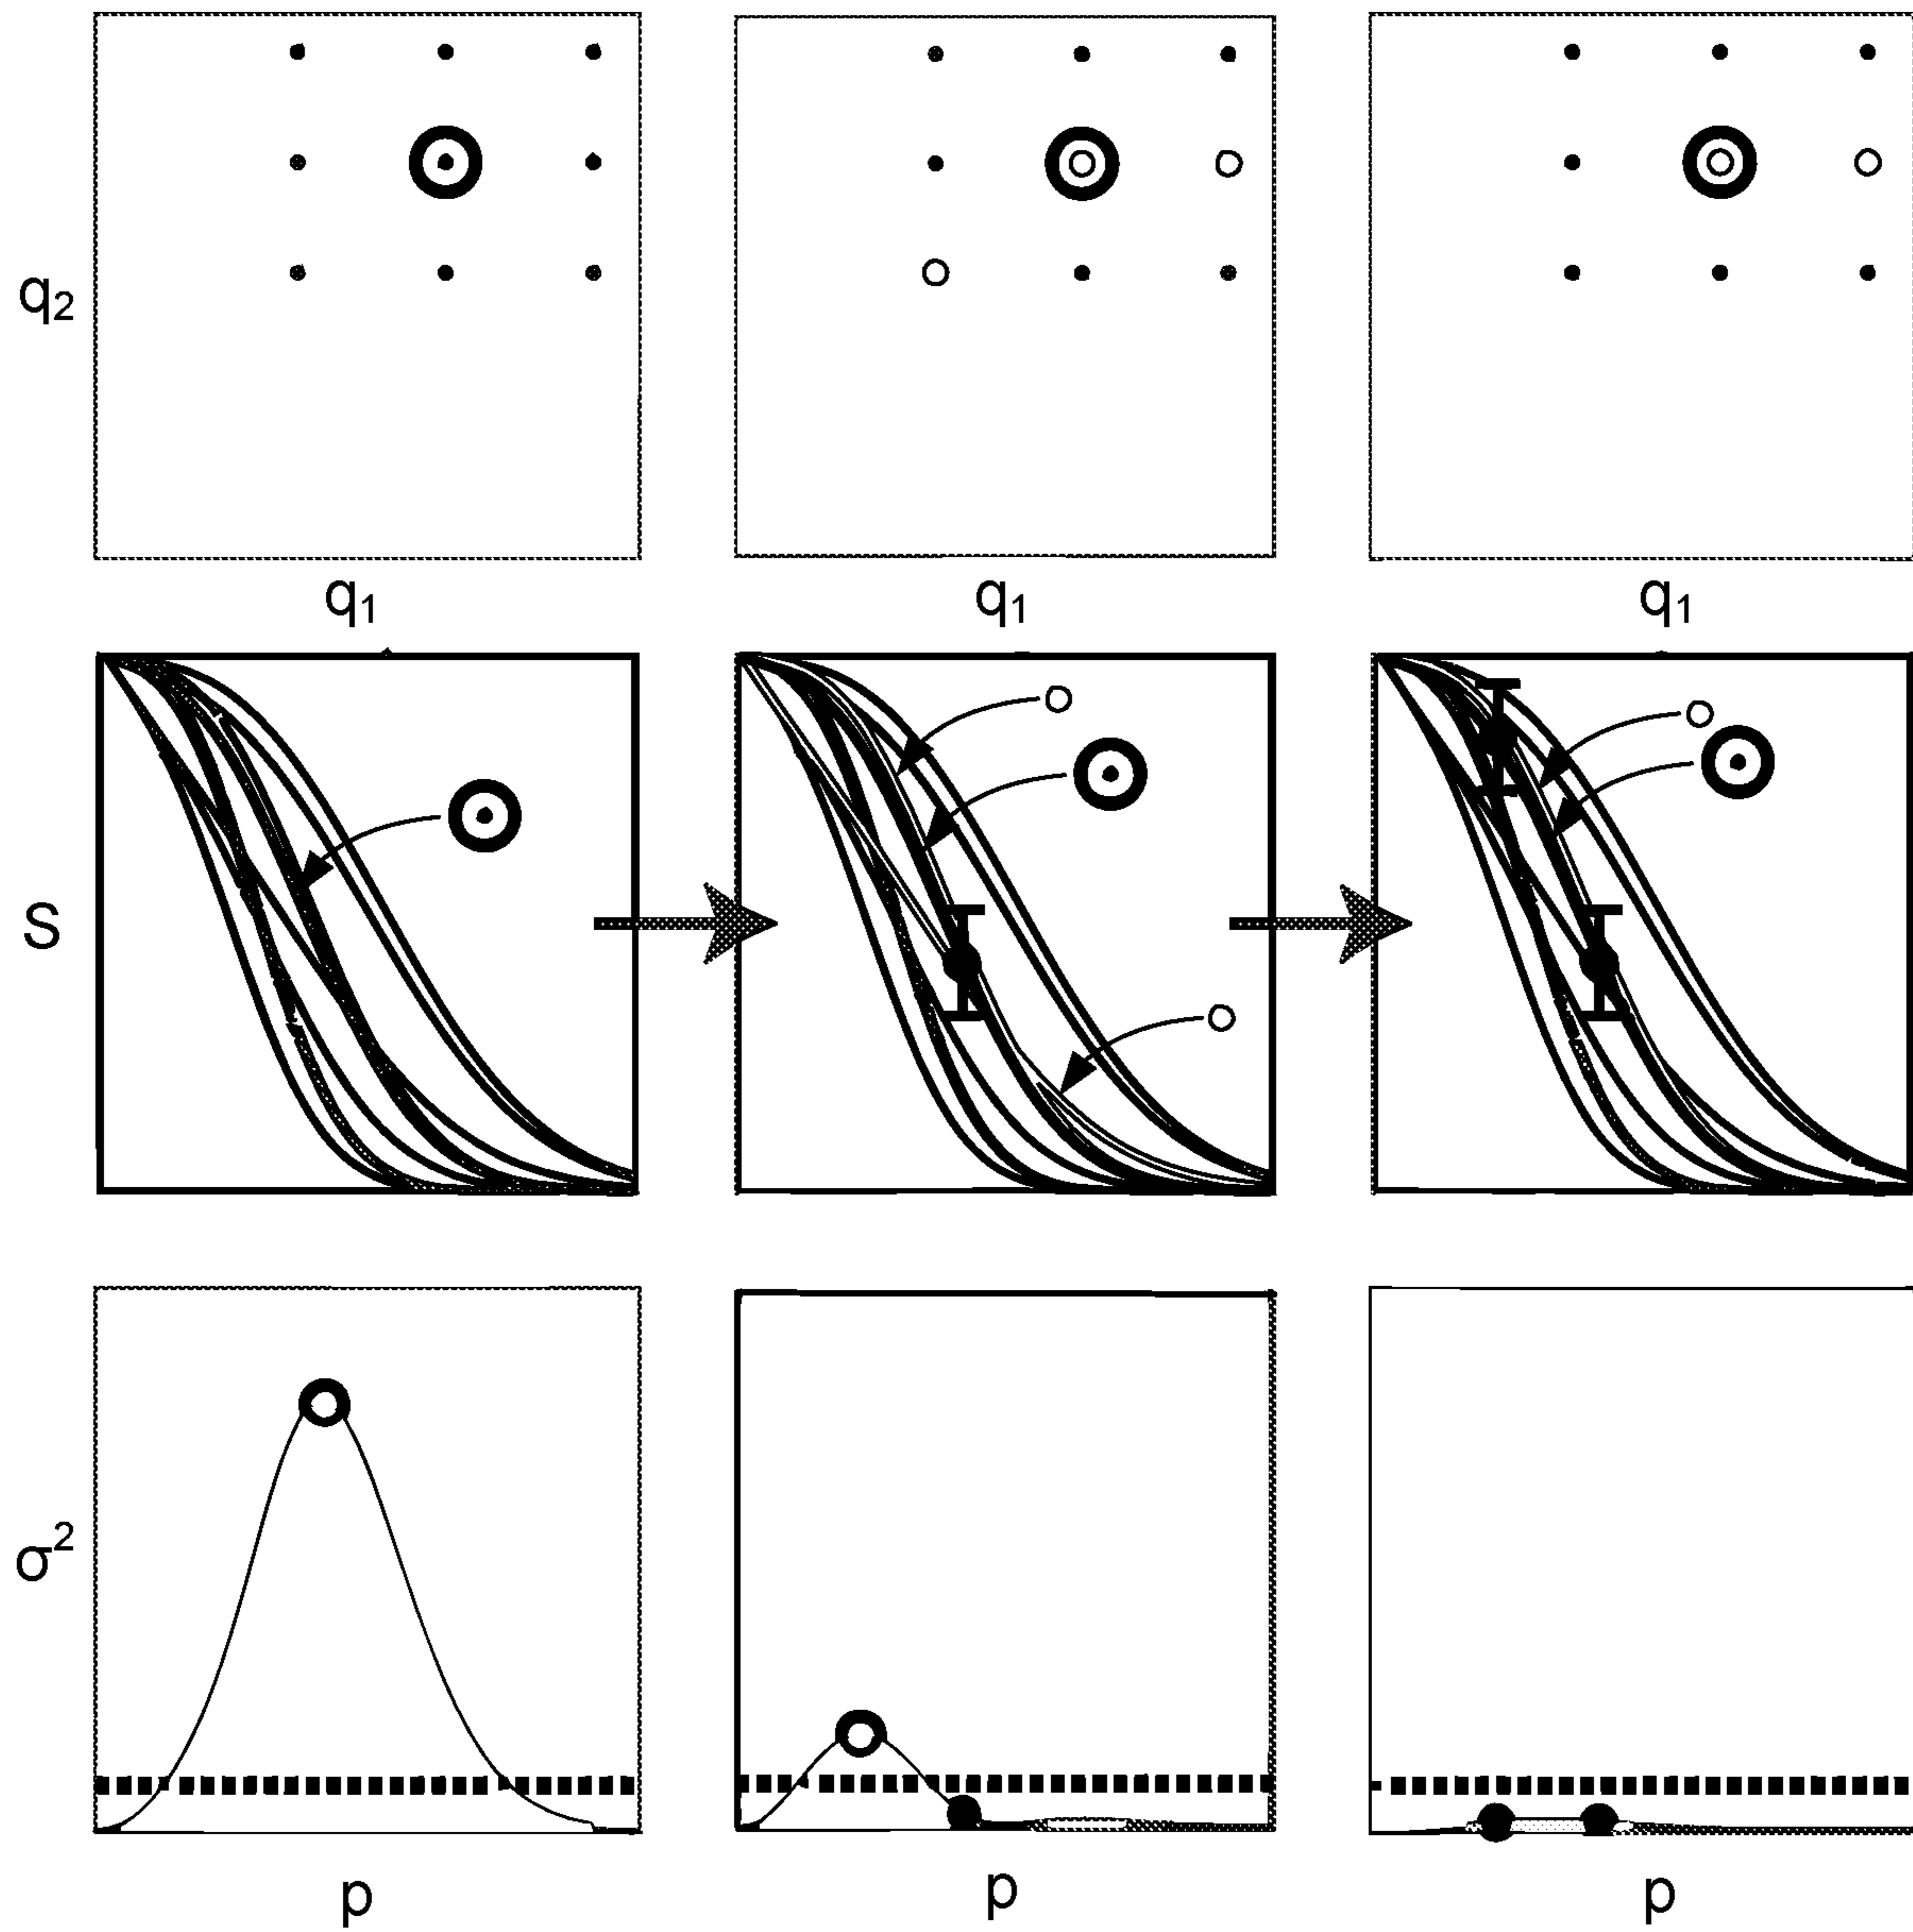 q₂
q₁ q₁ q₁
S
σ²
p p p